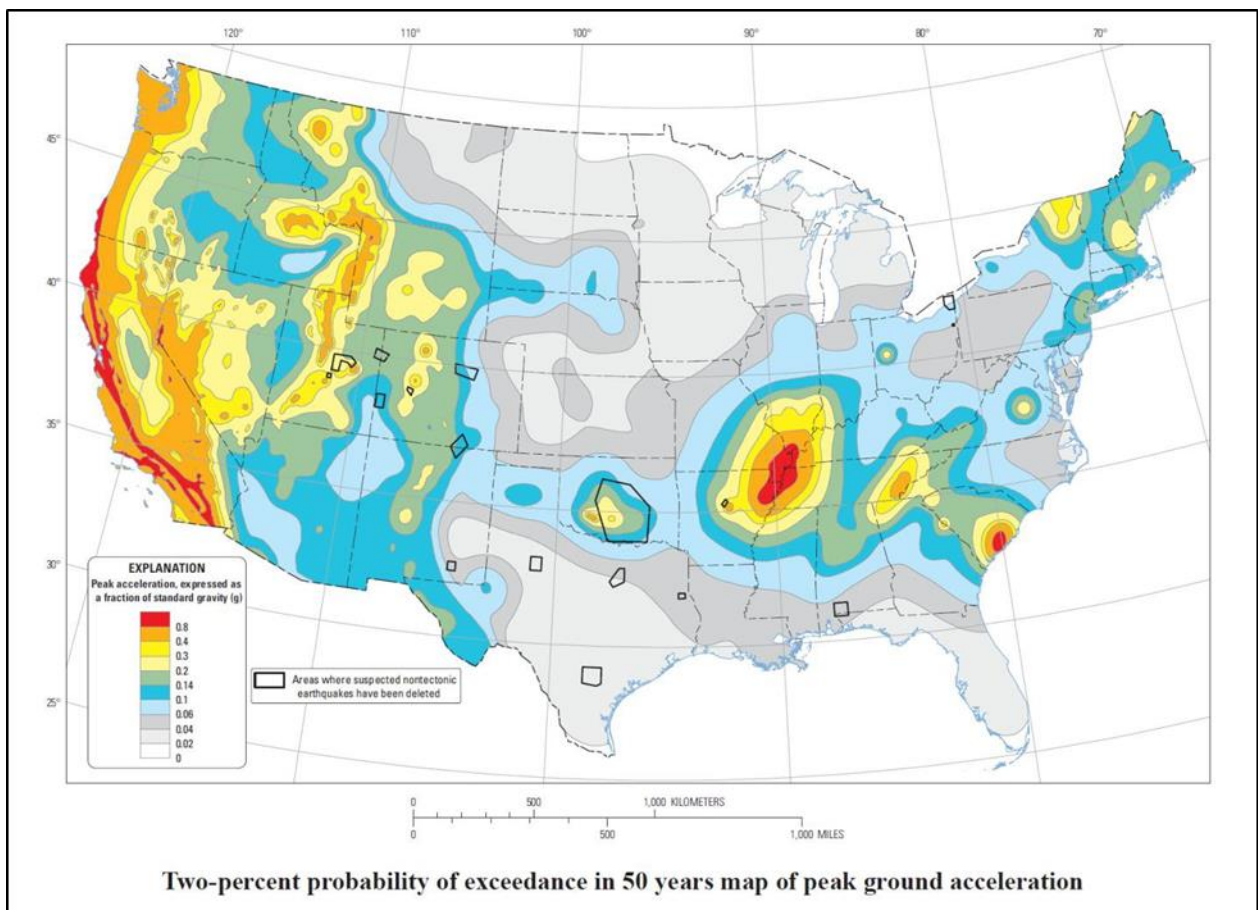 120°
110°
100°
90°
80°
70°
45°
40°
35°
30°
25°
EXPLANATION
Peak acceleration, expressed as
a fraction of standard gravity (g)
0.8
0.4
0.3
0.2
0.14
0.1
0.06
0.04
0.02
0
Areas where suspected nontectonic
earthquakes have been deleted
0 500 1,000 KILOMETERS
0 500 1,000 MILES
Two-percent probability of exceedance in 50 years map of peak ground acceleration